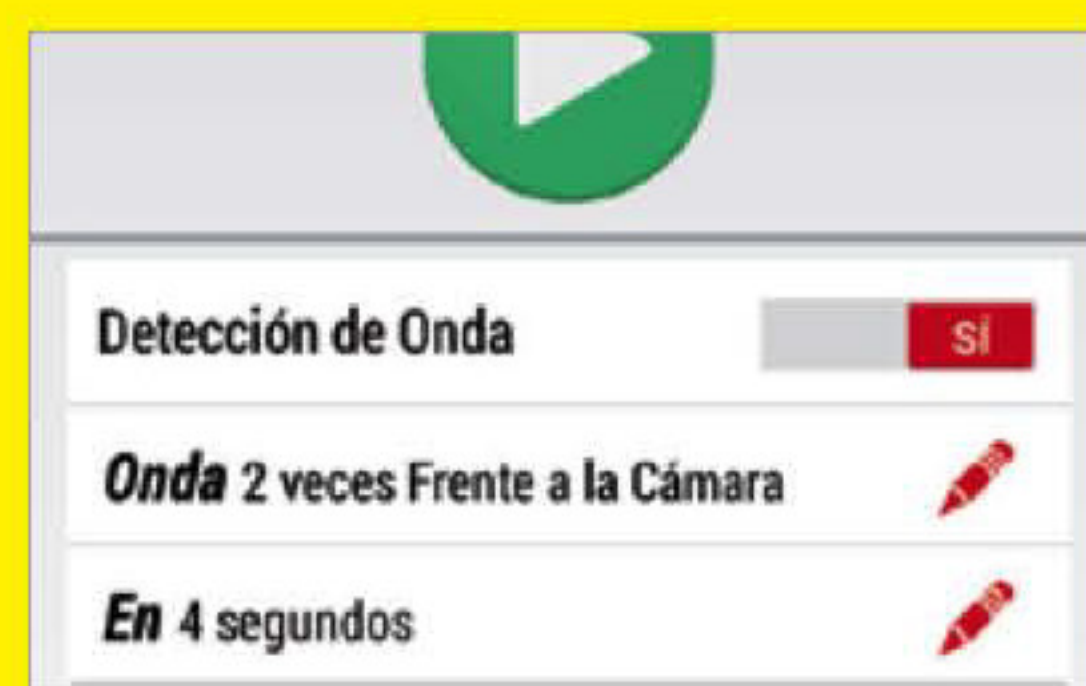 Detección de Onda
Sí
Onda 2 veces Frente a la Cámara
En 4 segundos